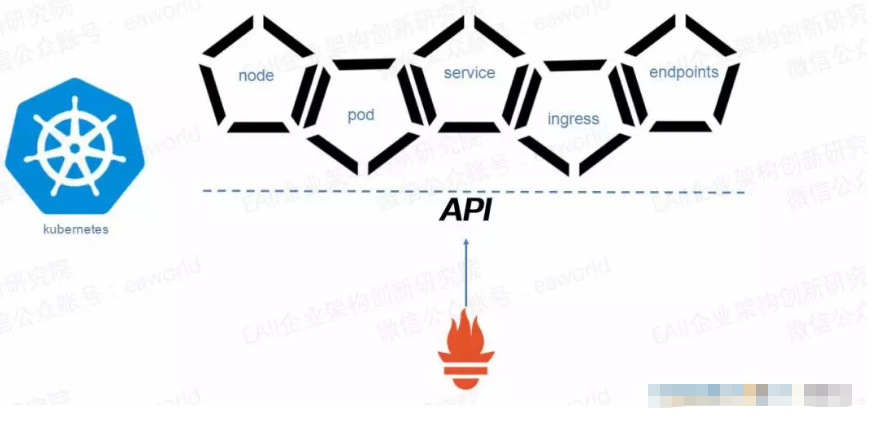 node
service
endpoints
pod
ingress
kubernetes
API
EAII企业架构创新研究院
微信公众账号：eaworld